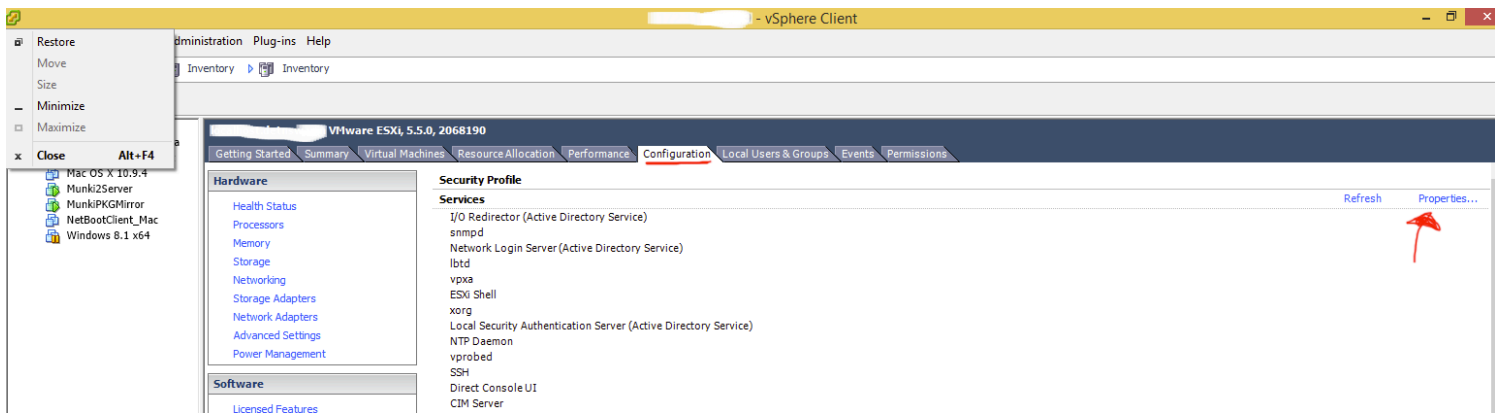 - vSphere Client
Restore
Move
Size
Minimize
Maximize
Close Alt+F4
dministration Plug-ins Help
nventory Inventory
a
Mac OS X 10.9.4
Munki2Server
MunkiPKGMirror
NetBootClient_Mac
Windows 8.1 x64
VMware ESXi, 5.5.0, 2068190
Getting Started Summary Virtual Machines Resource Allocation Performance Configuration Local Users & Groups Events Permissions
Hardware
Health Status
Processors
Memory
Storage
Networking
Storage Adapters
Network Adapters
Advanced Settings
Power Management
Software
Licensed Features
Security Profile
Services Refresh Properties...
I/O Redirector (Active Directory Service)
snmpd
Network Login Server (Active Directory Service)
lbtd
vpxa
ESXi Shell
xorg
Local Security Authentication Server (Active Directory Service)
NTP Daemon
vprobed
SSH
Direct Console UI
CIM Server